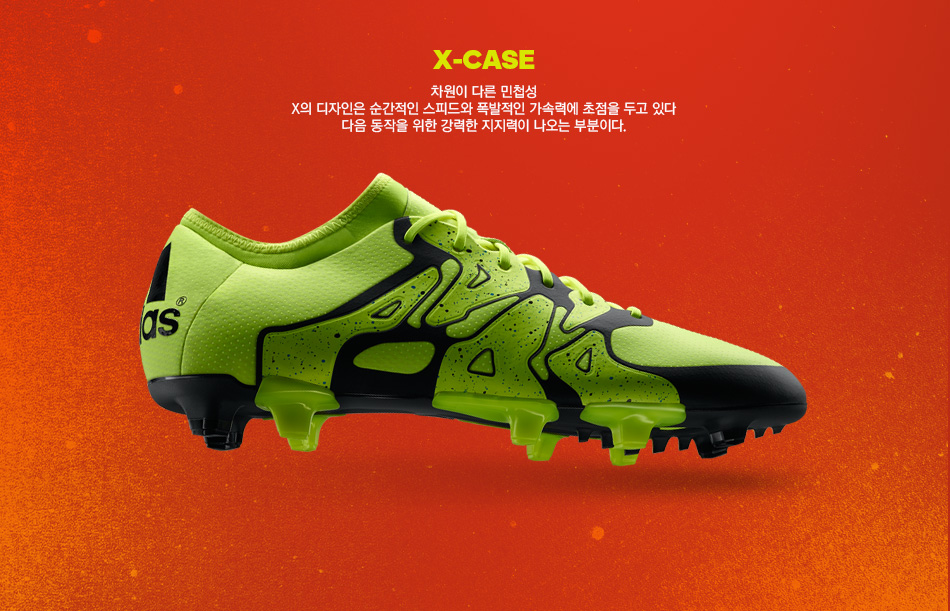 X-CASE
차원이 다른 민첩성
X의 디자인은 순간적인 스피드와 폭발적인 가속력에 초점을 두고 있다
다음 동작을 위한 강력한 지지력이 나오는 부분이다.
das®